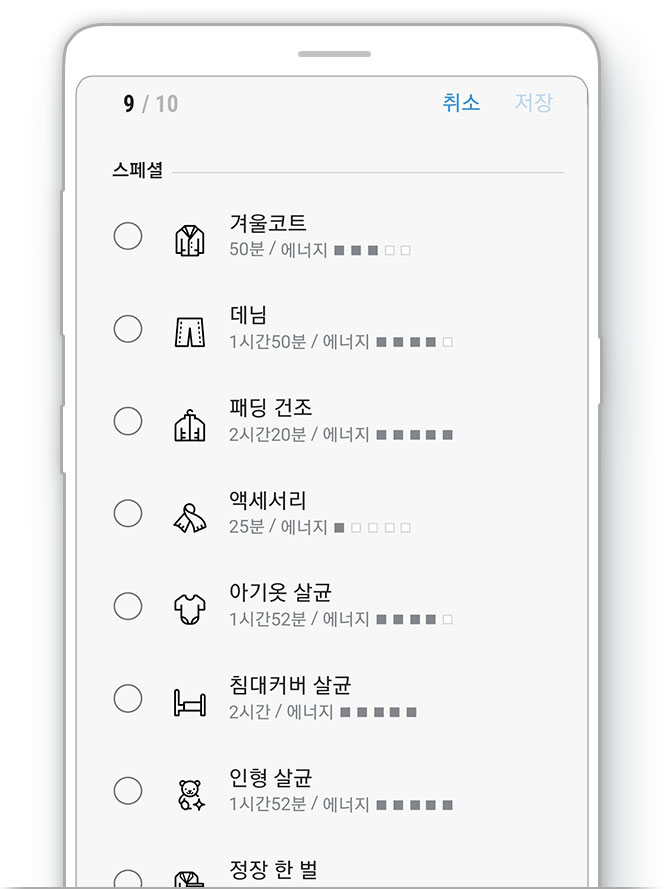 9 / 10 취소 저장
스페셜
겨울코트
50분 / 에너지 ■ ■ ■ □ □
데님
1시간50분 / 에너지 ■ ■ ■ ■ □
패딩 건조
2시간20분 / 에너지 ■ ■ ■ ■ ■
액세서리
25분 / 에너지 ■ □ □ □ □
아기옷 살균
1시간52분 / 에너지 ■ ■ ■ ■ □
침대커버 살균
2시간 / 에너지 ■ ■ ■ ■ ■
인형 살균
1시간52분 / 에너지 ■ ■ ■ ■ ■
정장 한 벌